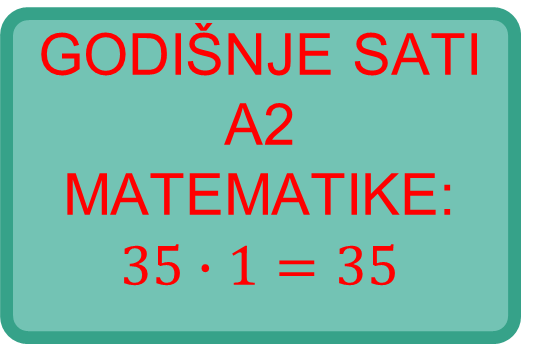 GODIŠNJE SATI
A2
MATEMATIKE:
35 · 1 = 35